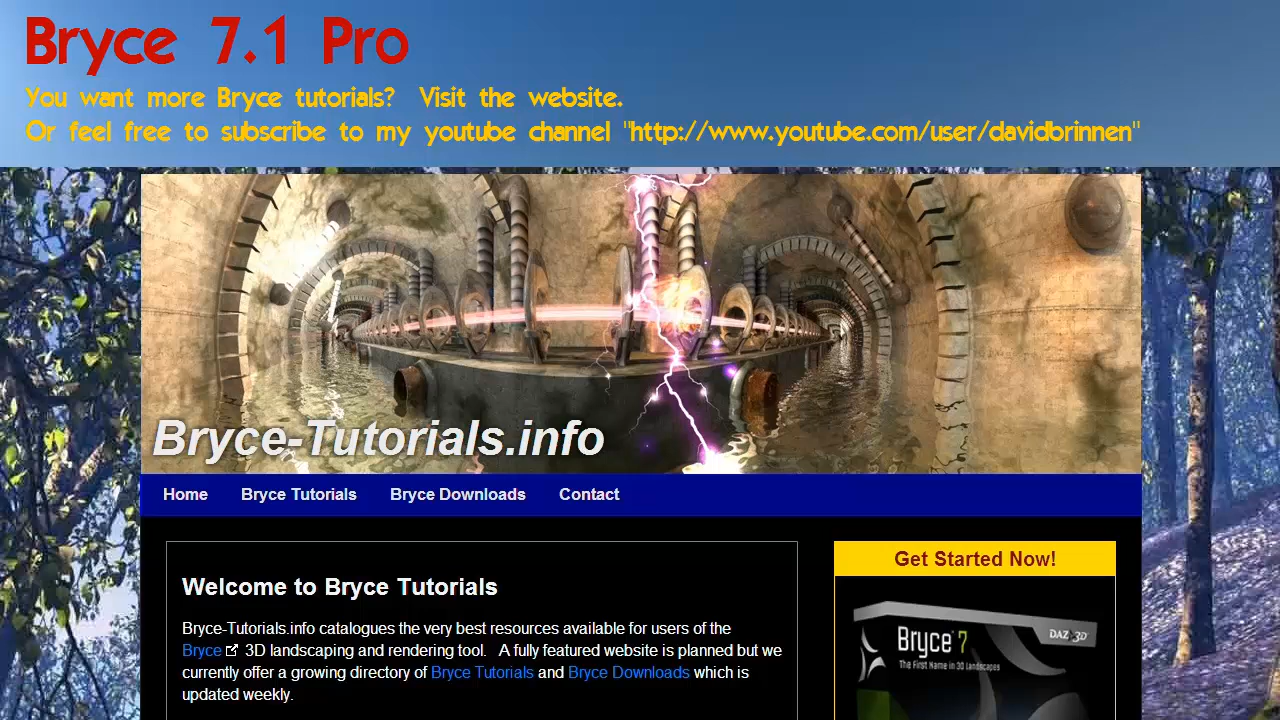 Bryce 7.1 Pro
You want more Bryce tutorials? Visit the website.
Or feel free to subscribe to my youtube channel "http://www.youtube.com/user/davidbrinnen"
Bryce-Tutorials.info
Home Bryce Tutorials Bryce Downloads Contact
Welcome to Bryce Tutorials
Bryce-Tutorials.info catalogues the very best resources available for users of the
Bryce 3D landscaping and rendering tool. A fully featured website is planned but we
currently offer a growing directory of Bryce Tutorials and Bryce Downloads which is
updated weekly.
Get Started Now!
DAZ 3D
Bryce 7
The First Name in 3D landscapes